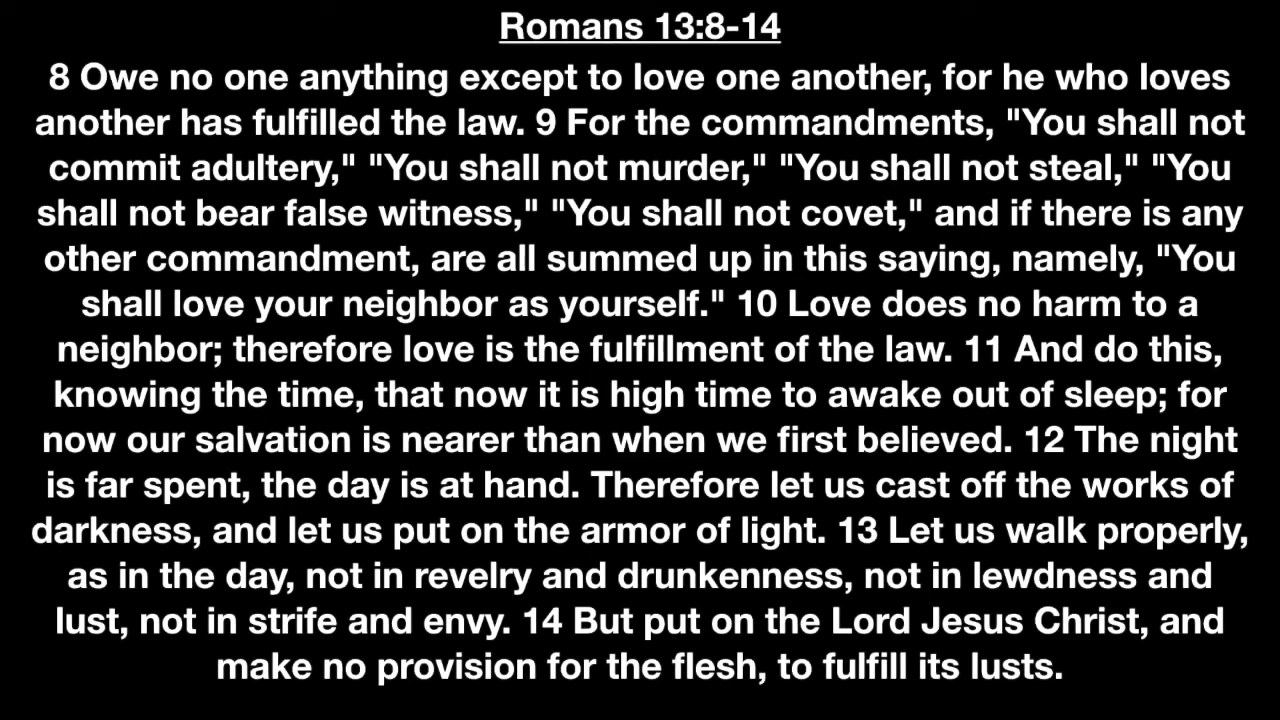 Romans 13:8-14
8 Owe no one anything except to love one another, for he who loves
another has fulfilled the law. 9 For the commandments, "You shall not
commit adultery," "You shall not murder," "You shall not steal," "You
shall not bear false witness," "You shall not covet," and if there is any
other commandment, are all summed up in this saying, namely, "You
shall love your neighbor as yourself." 10 Love does no harm to a
neighbor; therefore love is the fulfillment of the law. 11 And do this,
knowing the time, that now it is high time to awake out of sleep; for
now our salvation is nearer than when we first believed. 12 The night
is far spent, the day is at hand. Therefore let us cast off the works of
darkness, and let us put on the armor of light. 13 Let us walk properly,
as in the day, not in revelry and drunkenness, not in lewdness and
lust, not in strife and envy. 14 But put on the Lord Jesus Christ, and
make no provision for the flesh, to fulfill its lusts.